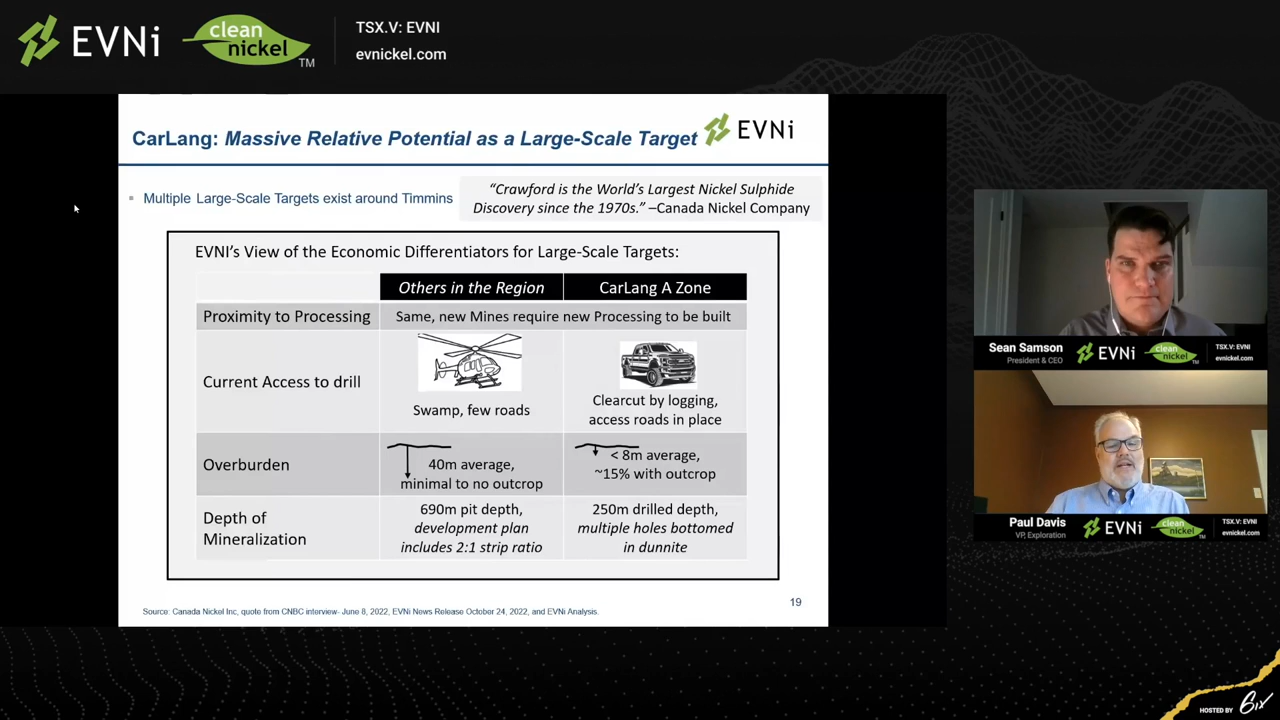 EVNi
clean
nickel
TM
TSX.V: EVNI
evnickel.com
CarLang: Massive Relative Potential as a Large-Scale Target
EVNi
▪ Multiple Large-Scale Targets exist around Timmins
“Crawford is the World’s Largest Nickel Sulphide
Discovery since the 1970s.” –Canada Nickel Company
EVNI’s View of the Economic Differentiators for Large-Scale Targets:
Others in the Region
CarLang A Zone
Proximity to Processing
Same, new Mines require new Processing to be built
Current Access to drill
Swamp, few roads
Clearcut by logging,
access roads in place
Overburden
40m average,
minimal to no outcrop
< 8m average,
~15% with outcrop
Depth of
Mineralization
690m pit depth,
development plan
includes 2:1 strip ratio
250m drilled depth,
multiple holes bottomed
in dunnite
Source: Canada Nickel Inc, quote from CNBC interview- June 8, 2022, EVNi News Release October 24, 2022, and EVNi Analysis.
19
Sean Samson
President & CEO
EVNi
clean
nickel
TSX.V: EVNI
evnickel.com
Paul Davis
VP, Exploration
EVNi
clean
nickel
TSX.V: EVNI
evnickel.com
HOSTED BY 6ix